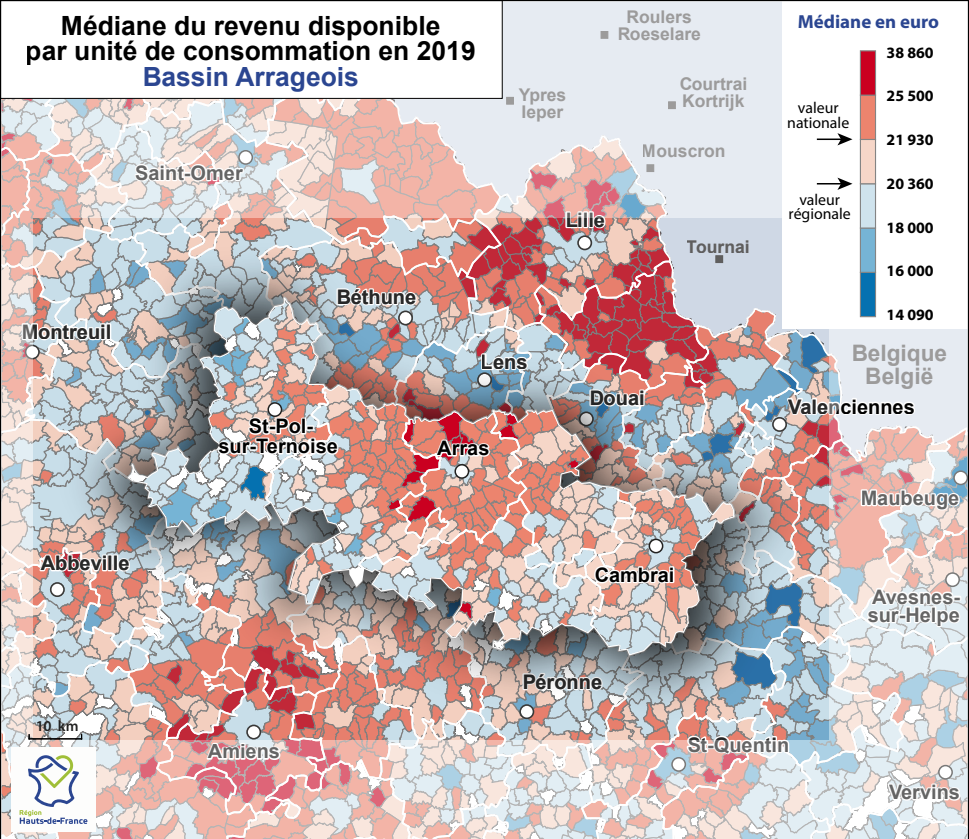 Médiane du revenu disponible
par unité de consommation en 2019
Bassin Arrageois
Médiane en euro
38 860
25 500
valeur
nationale
21 930
20 360
valeur
régionale
18 000
16 000
14 090
Roulers
Roeselare
Ypres
Ieper
Courtrai
Kortrijk
Mouscron
Saint-Omer
Lille
Tournai
Béthune
Montreuil
Lens
Belgique
België
Douai
Valenciennes
St-Pol-
sur-Ternoise
Arras
Maubeuge
Abbeville
Cambrai
Avesnes-
sur-Helpe
Péronne
10 km
Amiens
St-Quentin
Vervins
Région
Hauts-de-France